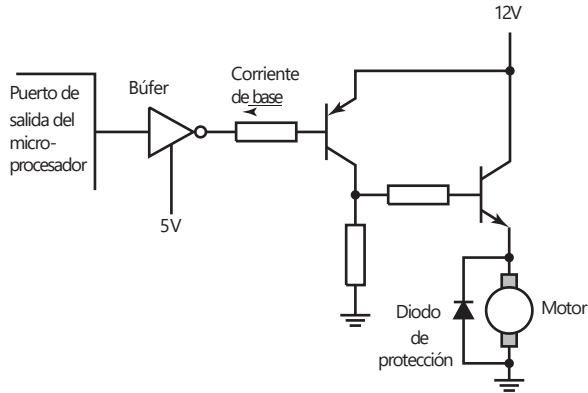 12V
Puerto de
salida del
micro-
procesador
Búfer
Corriente
de base
5V
Diodo
de
protección
Motor